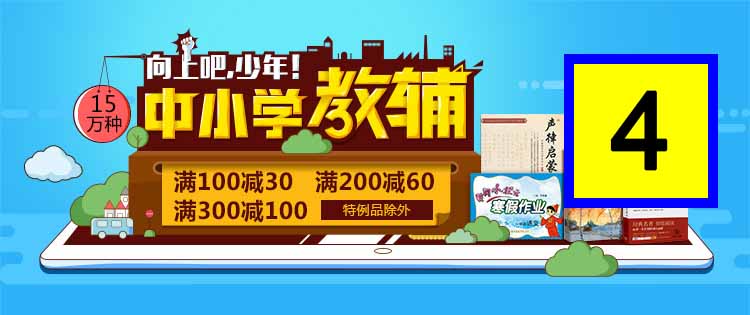 向上吧,少年!
15
万种
中小学教辅
满100减30 满200减60
满300减100 特例品除外
声律启蒙
寒假作业
4